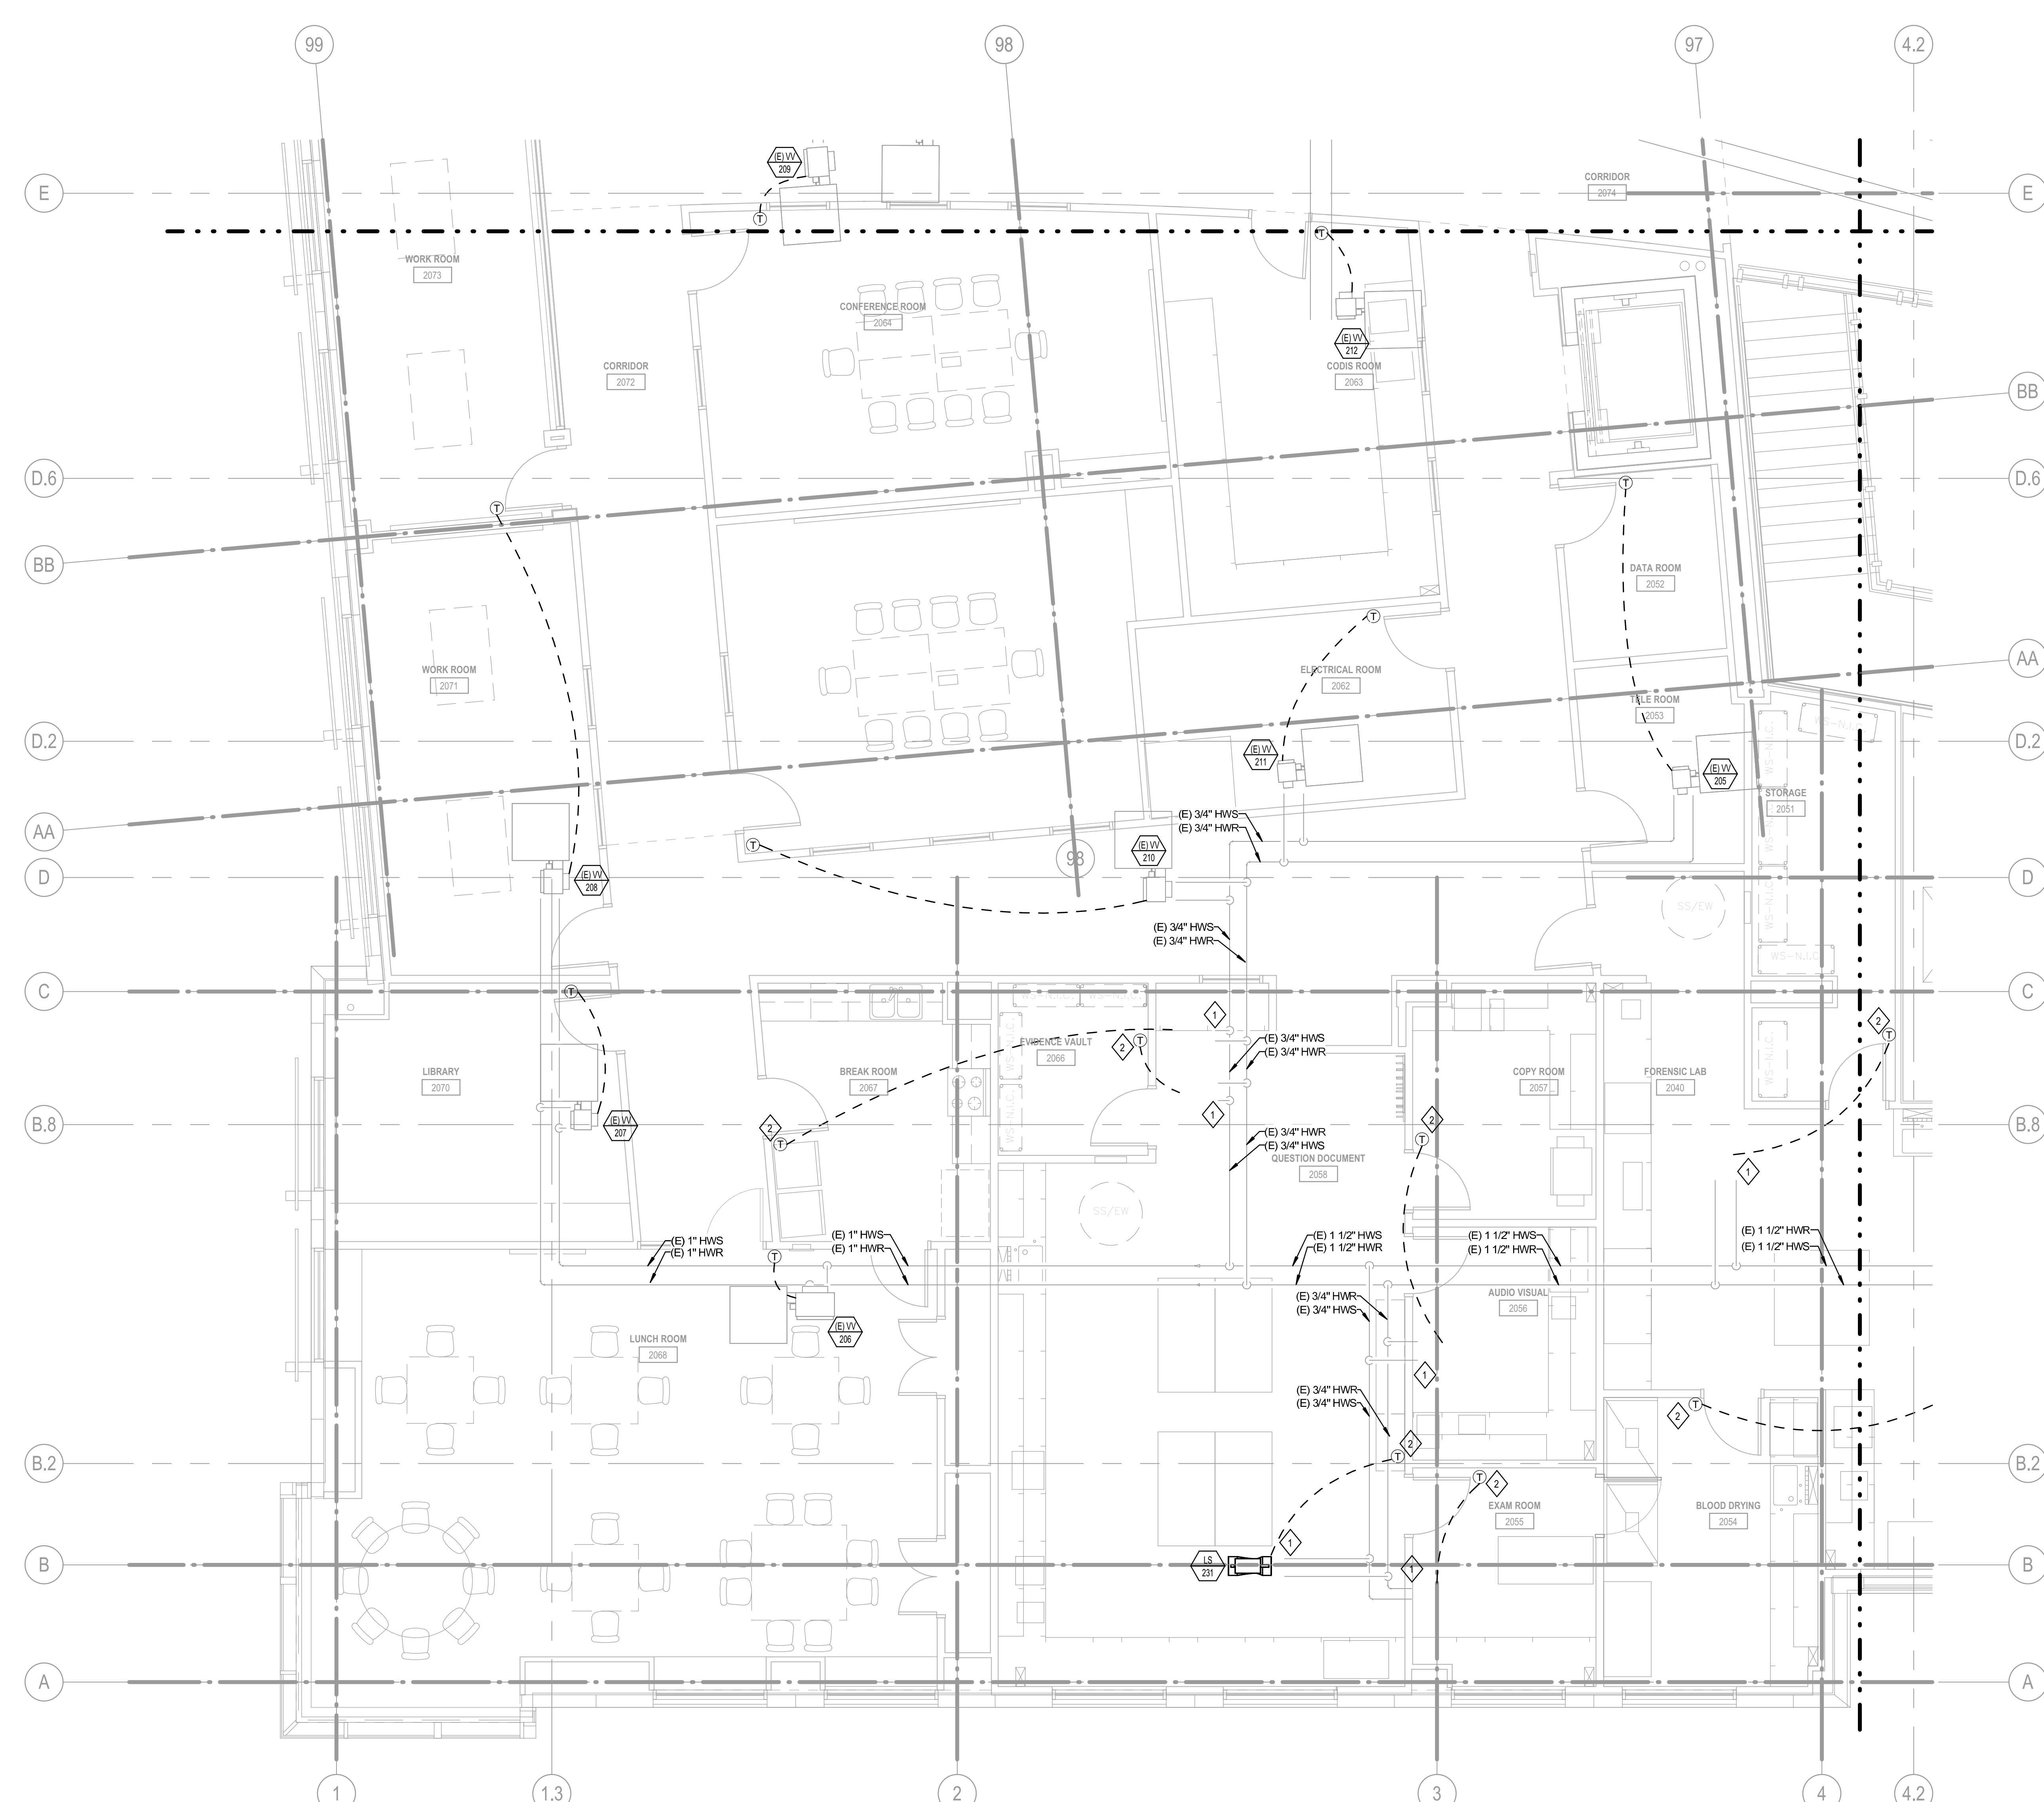 99
98
97
4.2
(E) VV
209
E
CORRIDOR
2074
E
T
T
WORK ROOM
2073
CONFERENCE ROOM
2064
(E) VV
212
CORRIDOR
2072
CODIS ROOM
2063
BB
D.6
T
T
D.6
BB
DATA ROOM
2052
T
WORK ROOM
2071
ELECTRICAL ROOM
2062
AA
TELE ROOM
2053
WS-N.I.C.
WS-N.I.C.
D.2
(E) VV
211
(E) VV
205
D.2
STORAGE
2051
(E) 3/4" HWS
(E) 3/4" HWR
AA
T
(E) VV
210
98
D
(E) VV
208
WS-N.I.C.
D
SS/EW
(E) 3/4" HWS
(E) 3/4" HWR
WS-N.I.C.
C
T
WS-N.I.C.
WS-N.I.C.
C
1
2
T
WS-N.I.C.
EVIDENCE VAULT
2066
2
T
(E) 3/4" HWS
(E) 3/4" HWR
WS-N.I.C.
LIBRARY
2070
BREAK ROOM
2067
COPY ROOM
2057
FORENSIC LAB
2040
WS-N.I.C.
1
B.8
(E) VV
207
2
T
2
T
B.8
(E) 3/4" HWR
(E) 3/4" HWS
QUESTION DOCUMENT
2058
1
SS/EW
(E) 1" HWS
(E) 1" HWR
(E) 1" HWS
(E) 1" HWR
(E) 1 1/2" HWS
(E) 1 1/2" HWR
(E) 1 1/2" HWS
(E) 1 1/2" HWR
(E) 1 1/2" HWR
(E) 1 1/2" HWS
T
(E) 3/4" HWR
(E) 3/4" HWS
AUDIO VISUAL
2056
(E) VV
206
LUNCH ROOM
2068
1
(E) 3/4" HWR
(E) 3/4" HWS
2
T
B.2
2
T
T
2
B.2
EXAM ROOM
2055
BLOOD DRYING
2054
1
B
LS
231
1
B
A
A
1
1.3
2
3
4
4.2